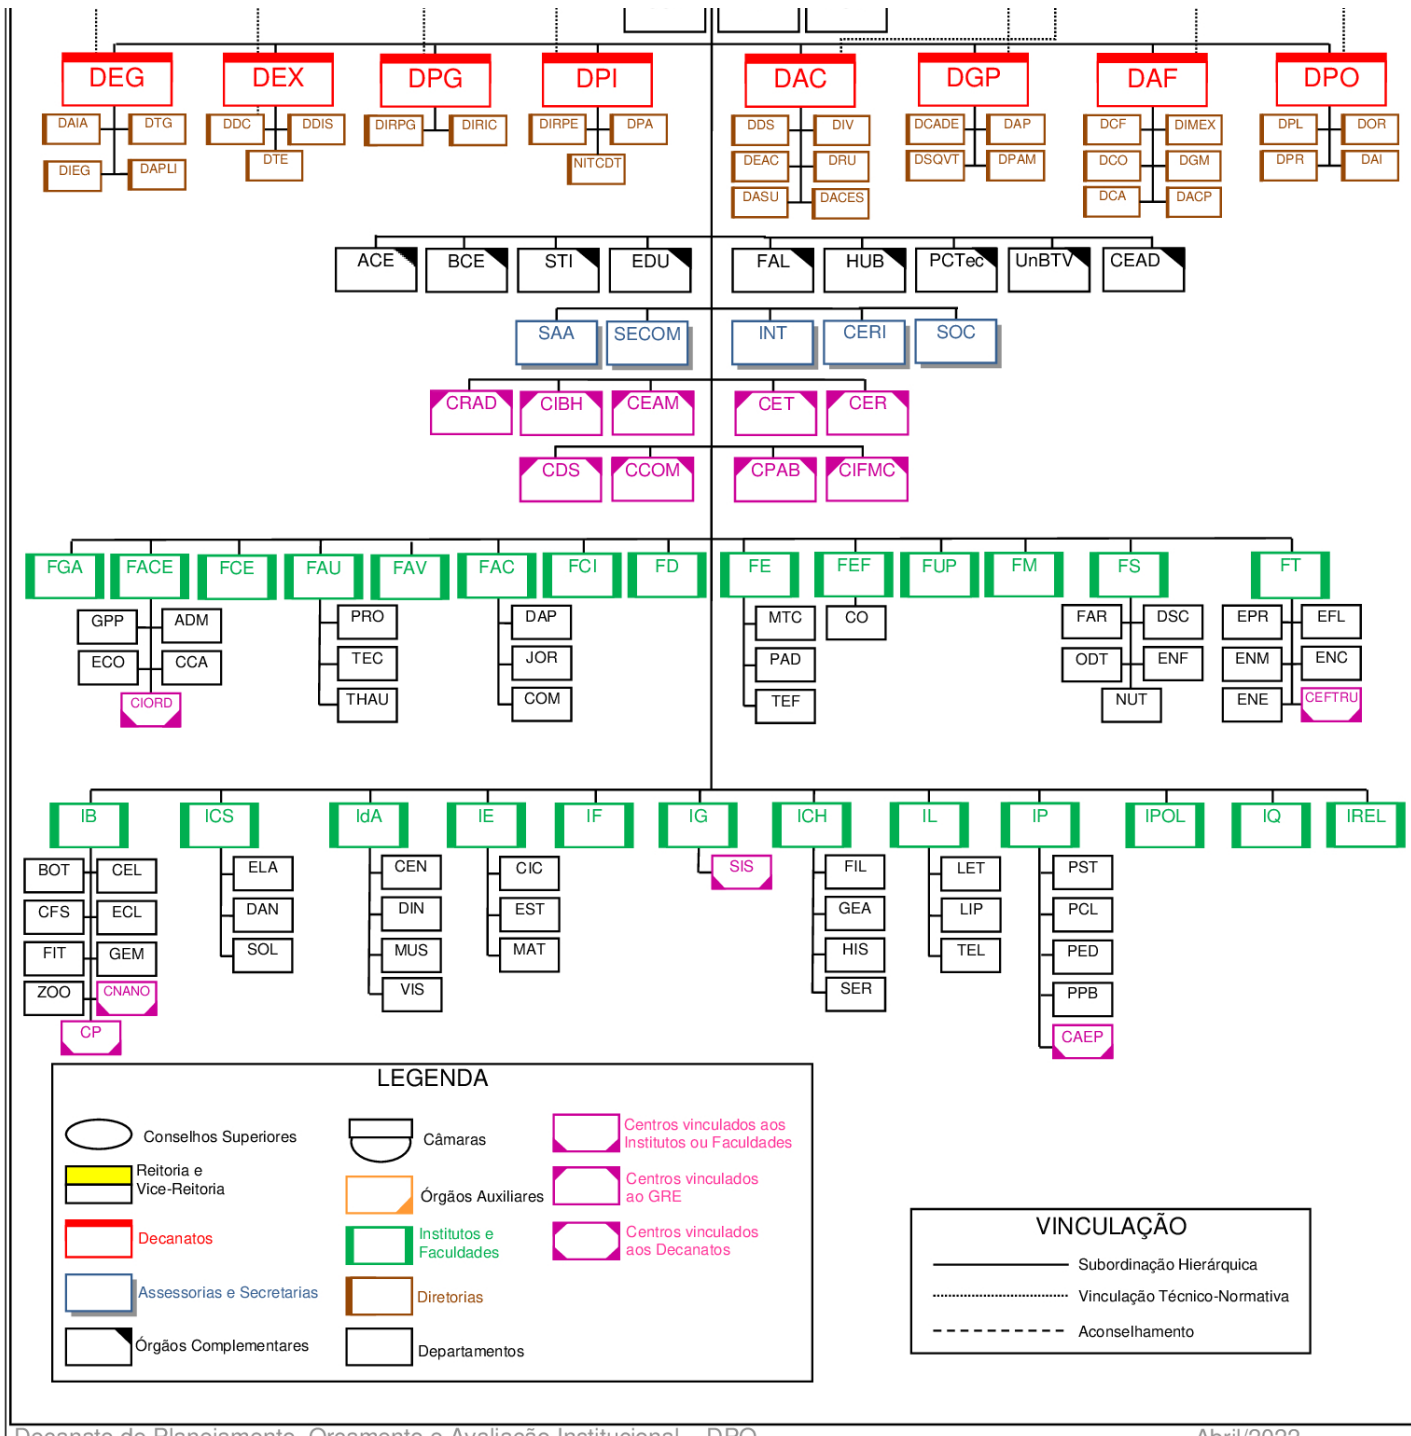 DEG DEX DPG DPI DAC DGP DAF DPO
DAIA DTG DDC DDIS DIRPG DIRIC DIRPE DPA DDS DIV DCADE DAP DCF DIMEX DPL DOR
DIEG DAPLI DTE NITCDT DEAC DRU DSQVT DPAM DCO DGM DPR DAI
DASU DACES DCA DACP
ACE BCE STI EDU FAL HUB PCTec UnBTV CEAD
SAA SECOM INT CERI SOC
CRAD CIBH CEAM CET CER
CDS CCOM CPAB CIFMC
FGA FACE FCE FAU FAV FAC FCI FD FE FEF FUP FM FS FT
GPP ADM PRO DAP MTC CO FAR DSC EPR EFL
ECO CCA TEC JOR PAD ODT ENF ENM ENC
CIORD THAU COM TEF NUT ENE CEFTRU
IB ICS IdA IE IF IG ICH IL IP IPOL IQ IREL
BOT CEL ELA CEN CIC SIS FIL LET PST
CFS ECL DAN DIN EST GEA LIP PCL
FIT GEM SOL MUS MAT HIS TEL PED
ZOO CNANO VIS SER PPB
CP CAEP
LEGENDA
Conselhos Superiores
Reitoria e
Vice-Reitoria
Decanatos
Assessorias e Secretarias
Órgãos Complementares
Câmaras
Órgãos Auxiliares
Institutos e
Faculdades
Diretorias
Departamentos
Centros vinculados aos
Institutos ou Faculdades
Centros vinculados
ao GRE
Centros vinculados
aos Decanatos
VINCULAÇÃO
Subordinação Hierárquica
Vinculação Técnico-Normativa
Aconselhamento
Decanato de Planejamento, Orçamento e Avaliação Institucional – DPO Abril/2022